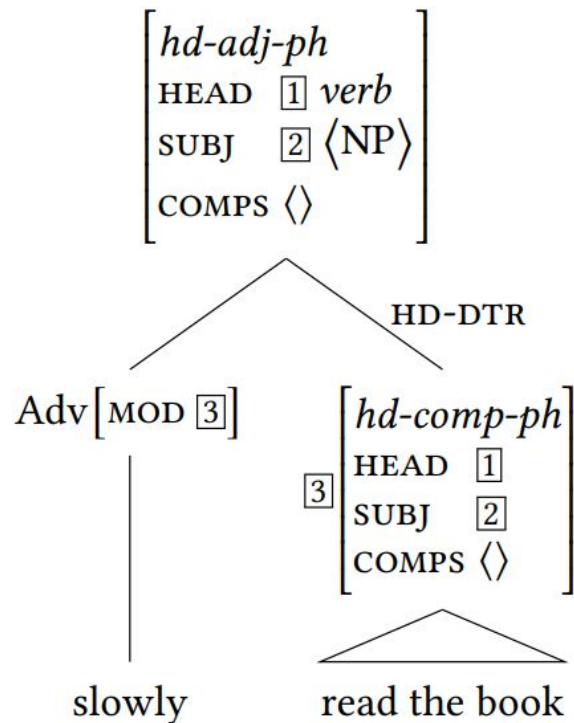 hd-adj-ph
HEAD 1 verb
SUBJ 2 ⟨NP⟩
COMPS ⟨⟩
HD-DTR
Adv[MOD 3]
3
hd-comp-ph
HEAD 1
SUBJ 2
COMPS ⟨⟩
slowly
read the book